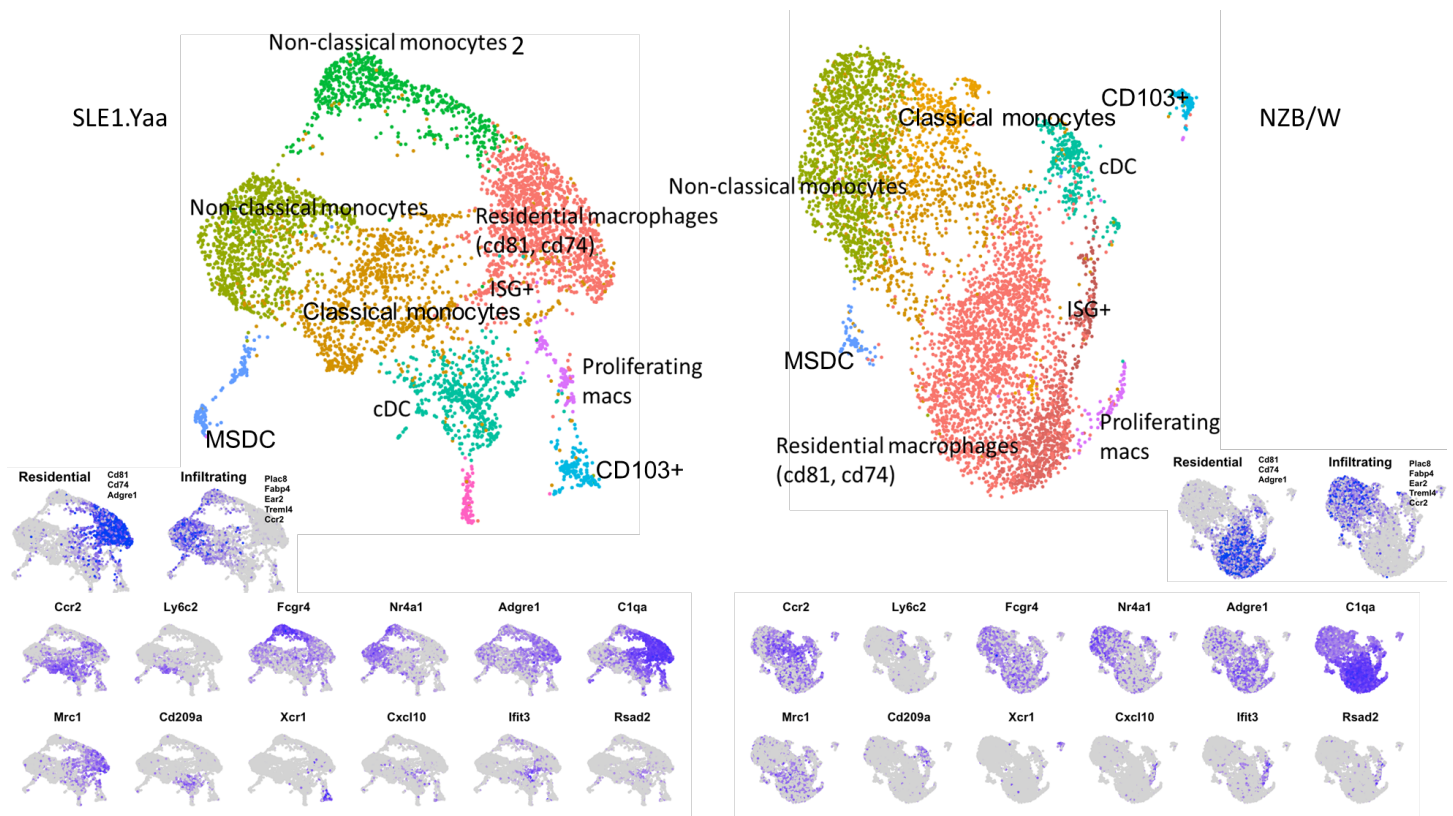 SLE1.Yaa
Non-classical monocytes 2
Non-classical monocytes
Residential macrophages
(cd81, cd74)
ISG+
Classical monocytes
Proliferating
macs
cDC
MSDC
CD103+
Residential
Cd81
Cd74
Adgre1
Infiltrating
Plac8
Fabp4
Ear2
Treml4
Ccr2
Ccr2 Ly6c2 Fcgr4 Nr4a1 Adgre1 C1qa
Mrc1 Cd209a Xcr1 Cxcl10 Ifit3 Rsad2
NZB/W
CD103+
Classical monocytes
cDC
Non-classical monocytes
ISG+
MSDC
Proliferating
macs
Residential macrophages
(cd81, cd74)
Residential
Cd81
Cd74
Adgre1
Infiltrating
Plac8
Fabp4
Ear2
Treml4
Ccr2
Ccr2 Ly6c2 Fcgr4 Nr4a1 Adgre1 C1qa
Mrc1 Cd209a Xcr1 Cxcl10 Ifit3 Rsad2